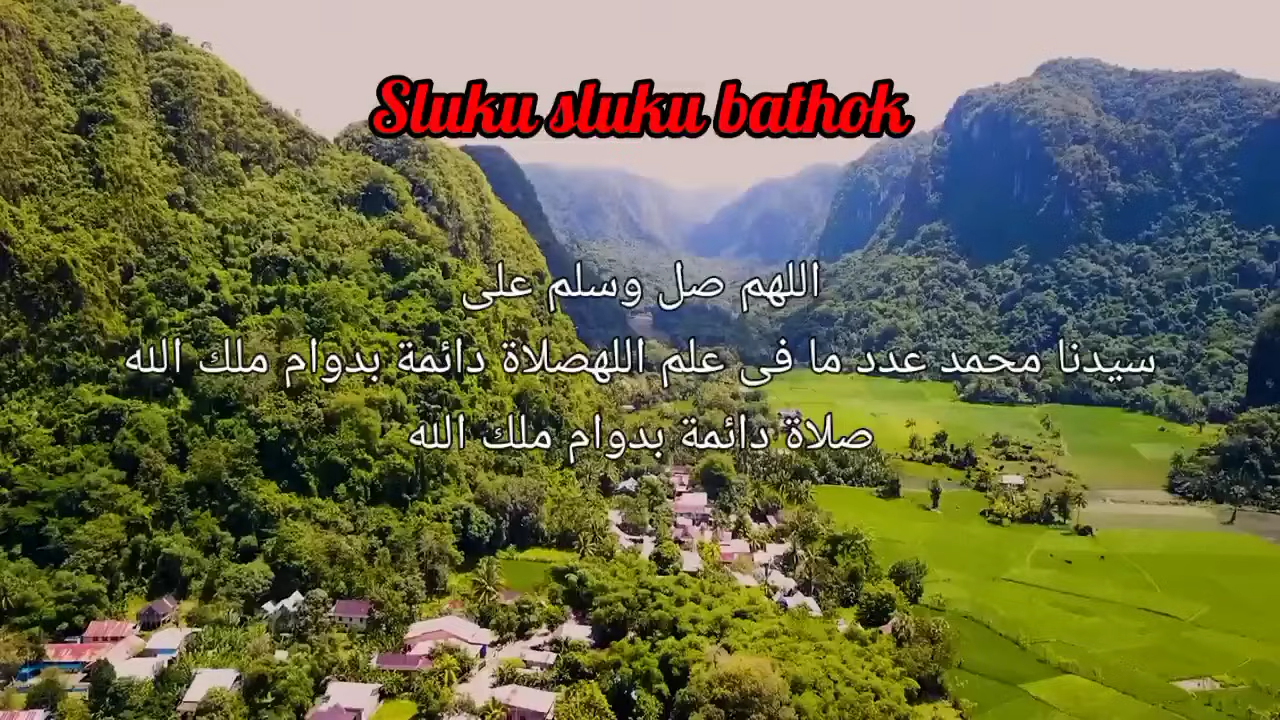 Sluku sluku bathok
اللهم صل وسلم على
سيدنا محمد عدد ما فى علم اللهصلاة دائمة بدوام ملك الله
صلاة دائمة بدوام ملك الله